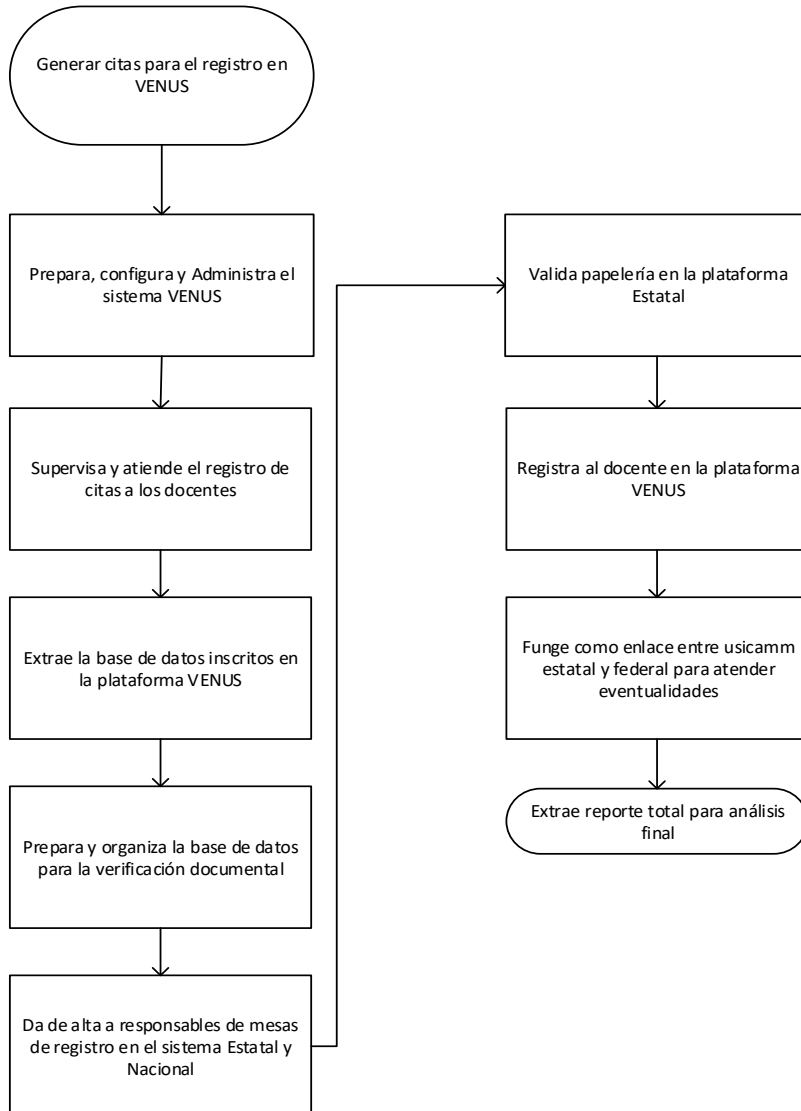 Generar citas para el registro en
VENUS
Prepara, configura y Administra el
sistema VENUS
Supervisa y atiende el registro de
citas a los docentes
Extrae la base de datos inscritos en
la plataforma VENUS
Prepara y organiza la base de datos
para la verificación documental
Da de alta a responsables de mesas
de registro en el sistema Estatal y
Nacional
Valida papelería en la plataforma
Estatal
Registra al docente en la plataforma
VENUS
Funge como enlace entre usicamm
estatal y federal para atender
eventualidades
Extrae reporte total para análisis
final